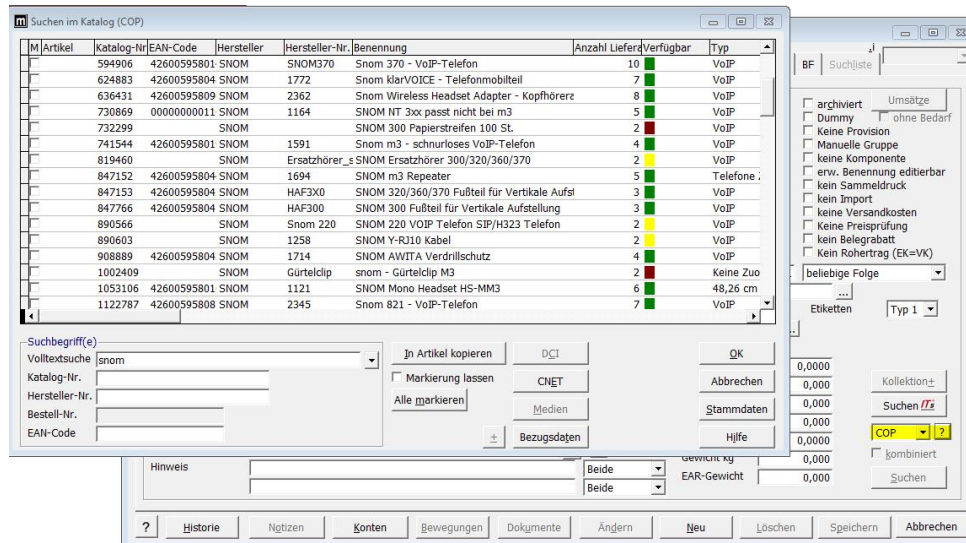 Suchen im Katalog (COP)
M Artikel Katalog-Nr EAN-Code Hersteller Hersteller-Nr. Benennung Anzahl Liefera Verfügbar Typ
594906 42600595801 SNOM SNOM370 Snom 370 - VoIP-Telefon 10 VoIP
624883 42600595804 SNOM 1772 Snom klarVOICE - Telefonmobilteil 7 VoIP
636431 42600595809 SNOM 2362 Snom Wireless Headset Adapter - Kopfhörera 8 VoIP
730869 00000000011 SNOM 1164 SNOM NT 3xx passt nicht bei m3 5 VoIP
732299 SNOM SNOM 300 Papierstreifen 100 St. 2 VoIP
741544 42600595801 SNOM 1591 Snom m3 - schnurloses VoIP-Telefon 4 VoIP
819460 SNOM Ersatzhörer_s SNOM Ersatzhörer 300/320/360/370 2 VoIP
847152 42600595804 SNOM 1694 SNOM m3 Repeater 5 Telefone Z
847153 42600595804 SNOM HAF3X0 SNOM 320/360/370 Fußteil für Vertikale Aufst 3 VoIP
847766 42600595804 SNOM HAF300 SNOM 300 Fußteil für Vertikale Aufstellung 3 VoIP
890566 SNOM Snom 220 SNOM 220 VOIP Telefon SIP/H323 Telefon 2 VoIP
890603 SNOM 1258 SNOM Y-RJ10 Kabel 2 VoIP
908889 42600595804 SNOM 1714 SNOM AWITA Verdrillschutz 4 VoIP
1002409 SNOM Gürtelclip snom - Gürtelclip M3 2 Keine Zuo
1053106 42600595801 SNOM 1121 SNOM Mono Headset HS-MM3 6 48,26 cm
1122787 42600595808 SNOM 2345 Snom 821 - VoIP-Telefon 7 VoIP
Suchbegriff(e)
Volltextsuche snom
Katalog-Nr.
Hersteller-Nr.
Bestell-Nr.
EAN-Code
In Artikel kopieren
Markierung lassen
Alle markieren
±
DCI
CNET
Medien
Bezugsdaten
OK
Abbrechen
Stammdaten
Hilfe
BF Suchliste
archiviert Umsätze
Dummy ohne Bedarf
Keine Provision
Manuelle Gruppe
keine Komponente
erw. Benennung editierbar
kein Sammeldruck
kein Import
keine Versandkosten
Keine Preisprüfung
kein Belegrabatt
Kein Rohertrag (EK=VK)
beliebige Folge
...
Etiketten Typ 1
0,0000
0,000 Kollektion+
0,000 Suchen ITs
0,000
0,0000 COP ?
Gewicht kg 0,000 kombiniert
EAR-Gewicht 0,000 Suchen
Hinweis Beide
Beide
? Historie Notizen Konten Bewegungen Dokumente Ändern Neu Löschen Speichern Abbrechen